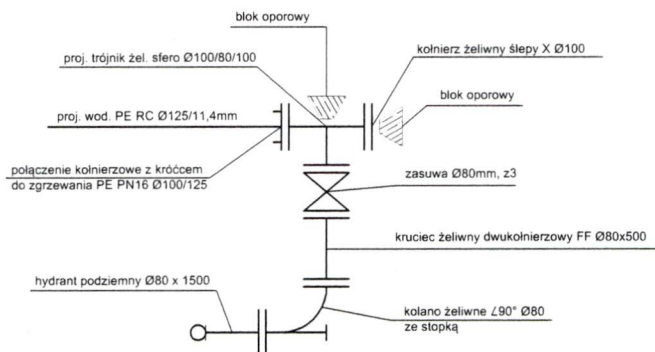 blok oporowy
proj. trójnik żel. sfero Ø100/80/100
kołnierz żeliwny ślepy X Ø100
blok oporowy
proj. wod. PE RC Ø125/11,4mm
połączenie kołnierzowe z króćcem
do zgrzewania PE PN16 Ø100/125
zasuwa Ø80mm, z3
kruciec żeliwny dwukołnierzowy FF Ø80x500
hydrant podziemny Ø80 x 1500
kolano żeliwne ∠90° Ø80
ze stopką